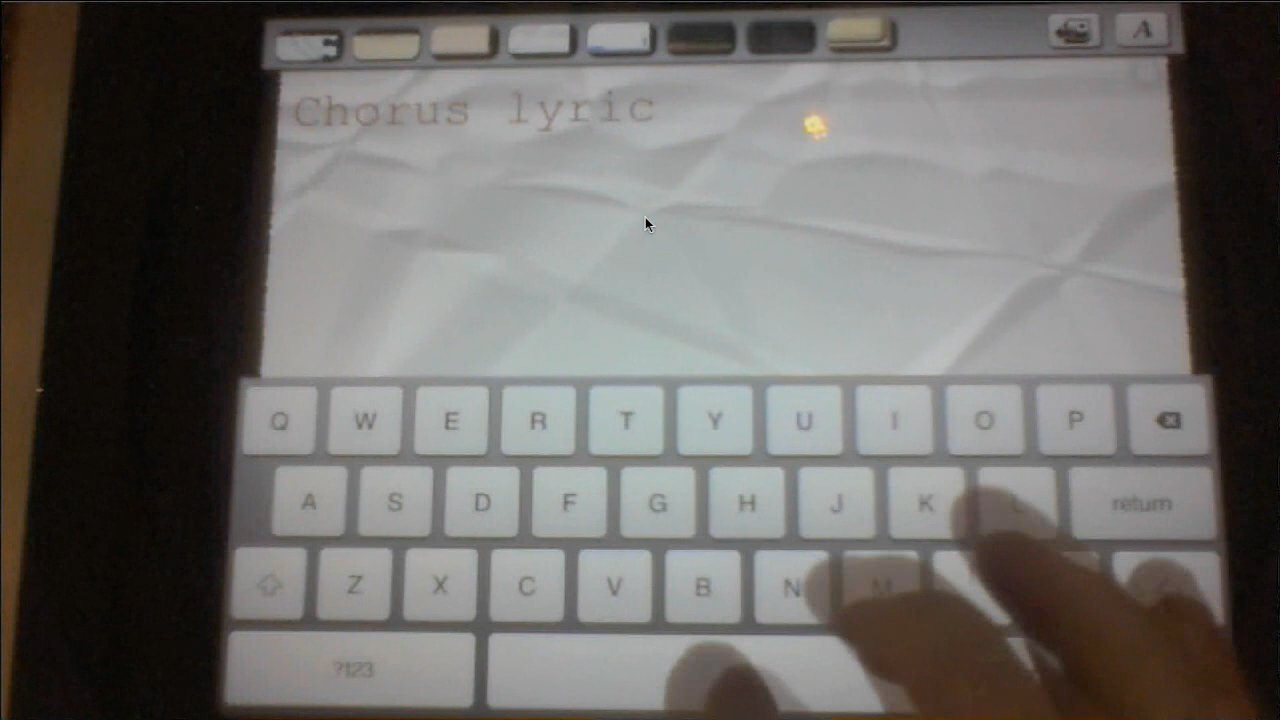 A
Chorus lyric
Q W E R T Y U I O P
A S D F G H J K L return
Z X C V B N M
?123